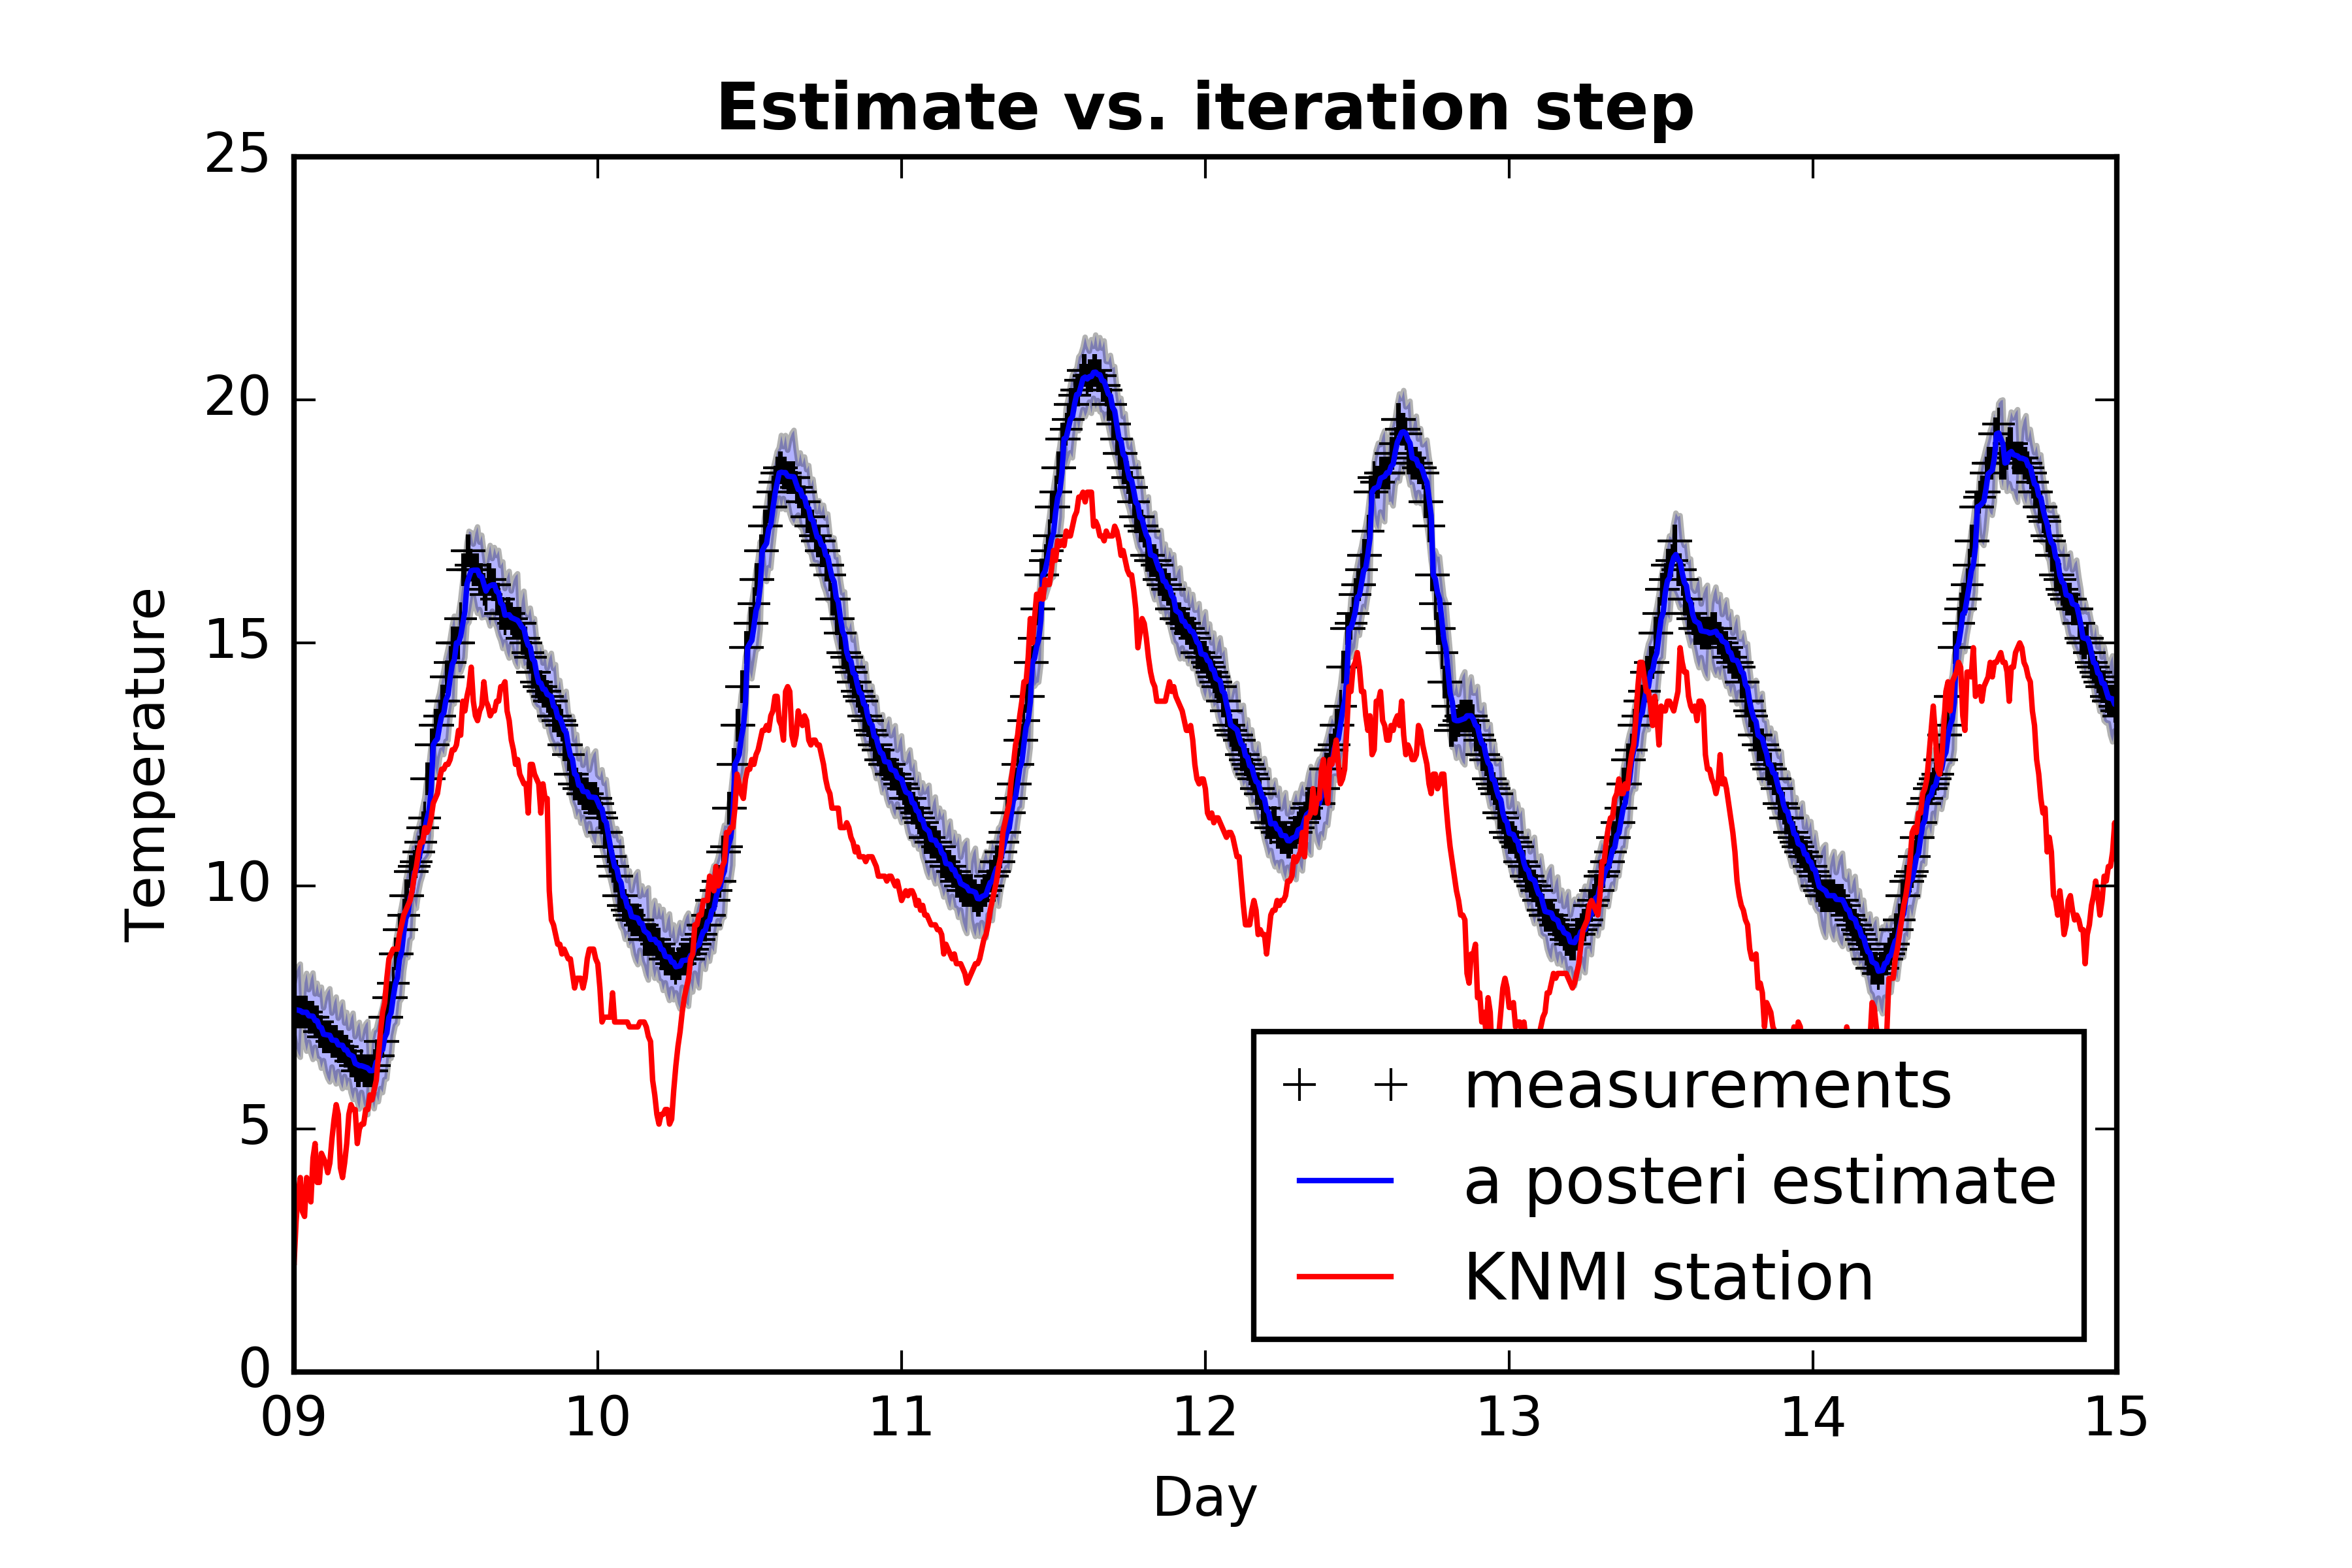 Estimate vs. iteration step
25
20
15
10
5
0
Temperature
09 10 11 12 13 14 15
Day
measurements
a posteri estimate
KNMI station